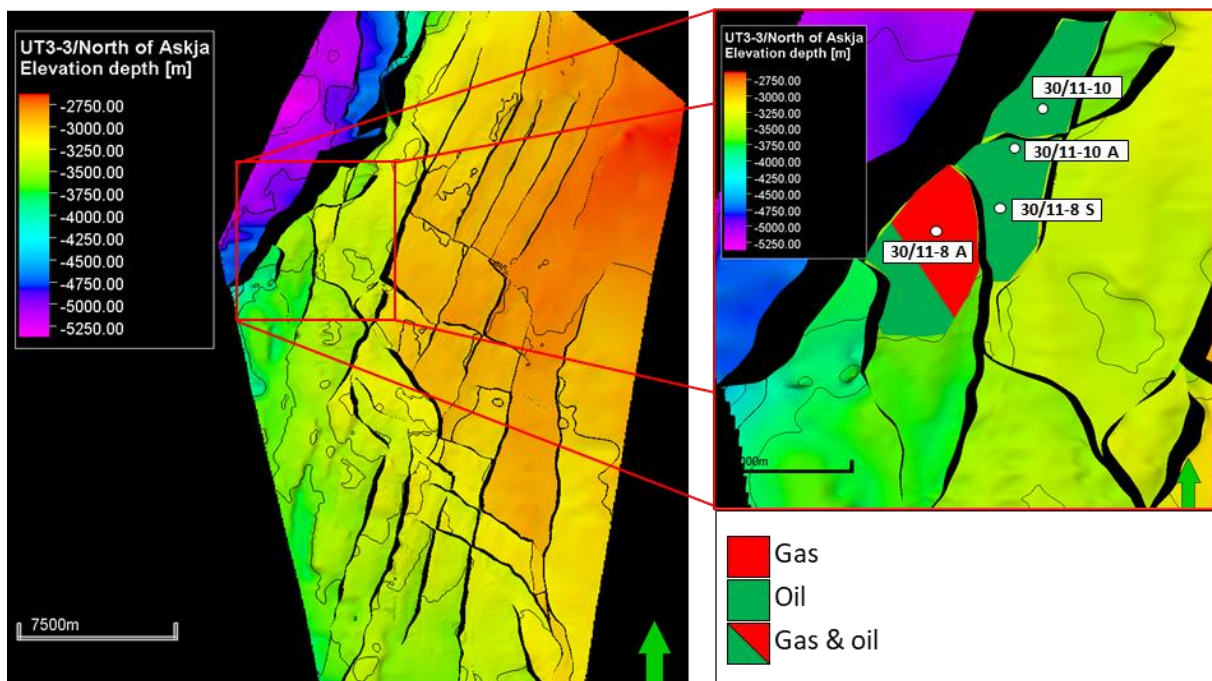 UT3-3/North of Askja
Elevation depth [m]
-2750.00
-3000.00
-3250.00
-3500.00
-3750.00
-4000.00
-4250.00
-4500.00
-4750.00
-5000.00
-5250.00
7500m
UT3-3/North of Askja
Elevation depth [m]
-2750.00
-3000.00
-3250.00
-3500.00
-3750.00
-4000.00
-4250.00
-4500.00
-4750.00
-5000.00
-5250.00
30/11-10
30/11-10 A
30/11-8 S
30/11-8 A
Gas
Oil
Gas & oil